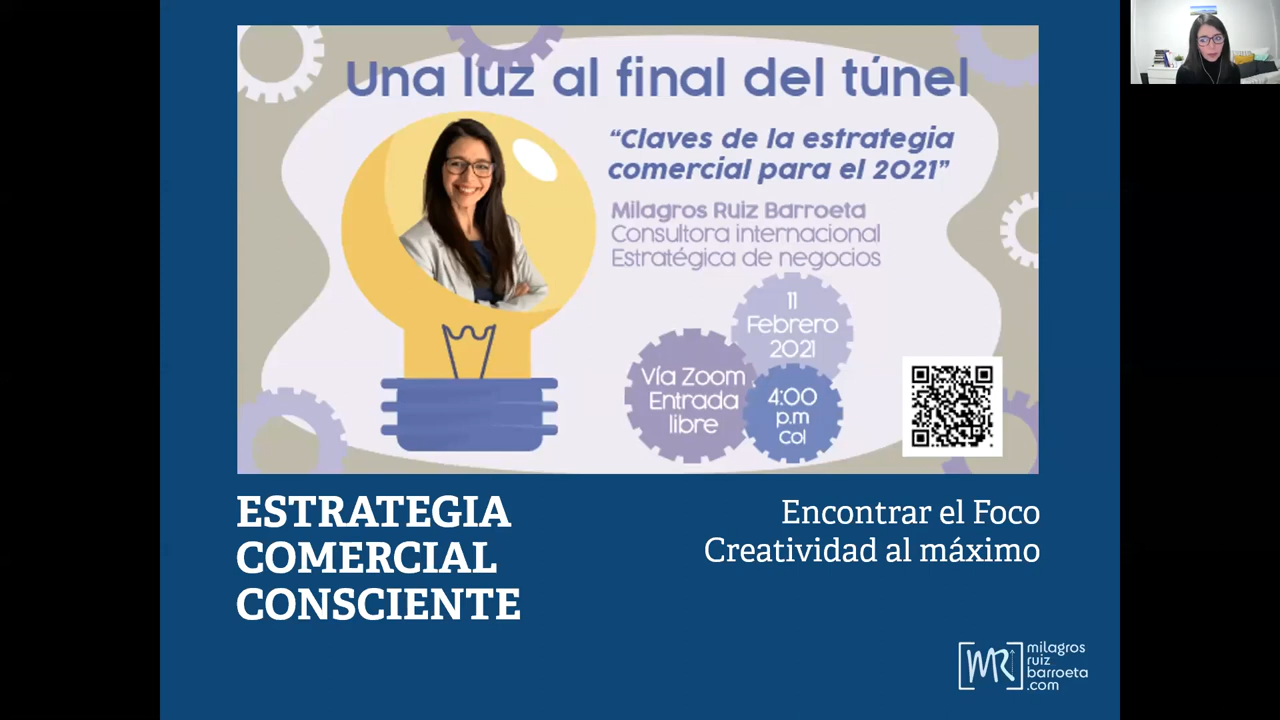 Una luz al final del túnel
“Claves de la estrategia
comercial para el 2021”
Milagros Ruiz Barroeta
Consultora internacional
Estratégica de negocios
11
Febrero
2021
Vía Zoom
Entrada
libre
4:00
p.m
Col
ESTRATEGIA
COMERCIAL
CONSCIENTE
Encontrar el Foco
Creatividad al máximo
MR
milagros
ruiz
barroeta
.com